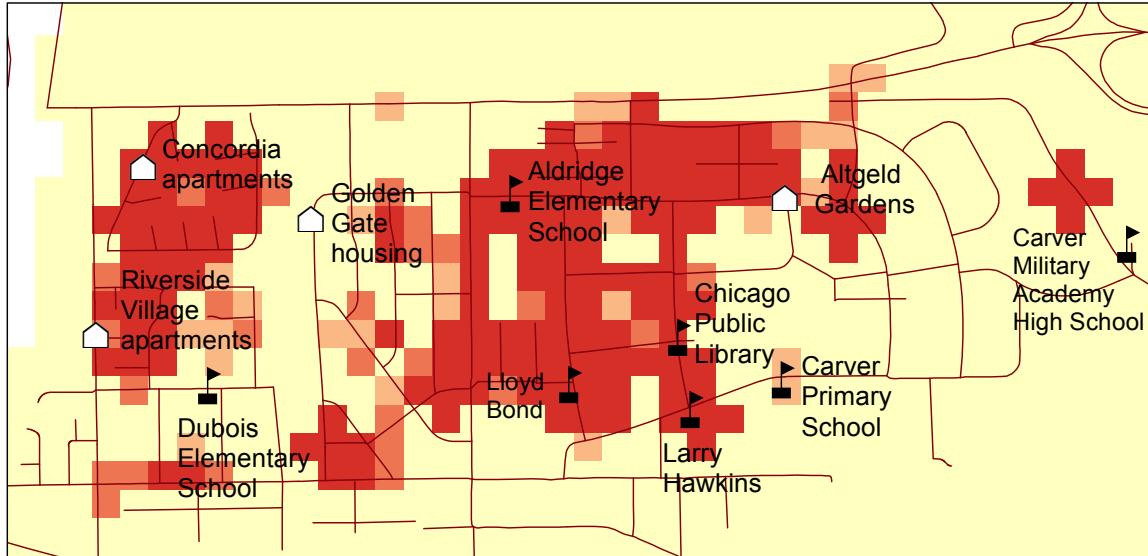 Concordia
apartments
Golden
Gate
housing
Aldridge
Elementary
School
Altgeld
Gardens
Carver
Military
Academy
High School
Riverside
Village
apartments
Chicago
Public
Library
Lloyd
Bond
Carver
Primary
School
Dubois
Elementary
School
Larry
Hawkins